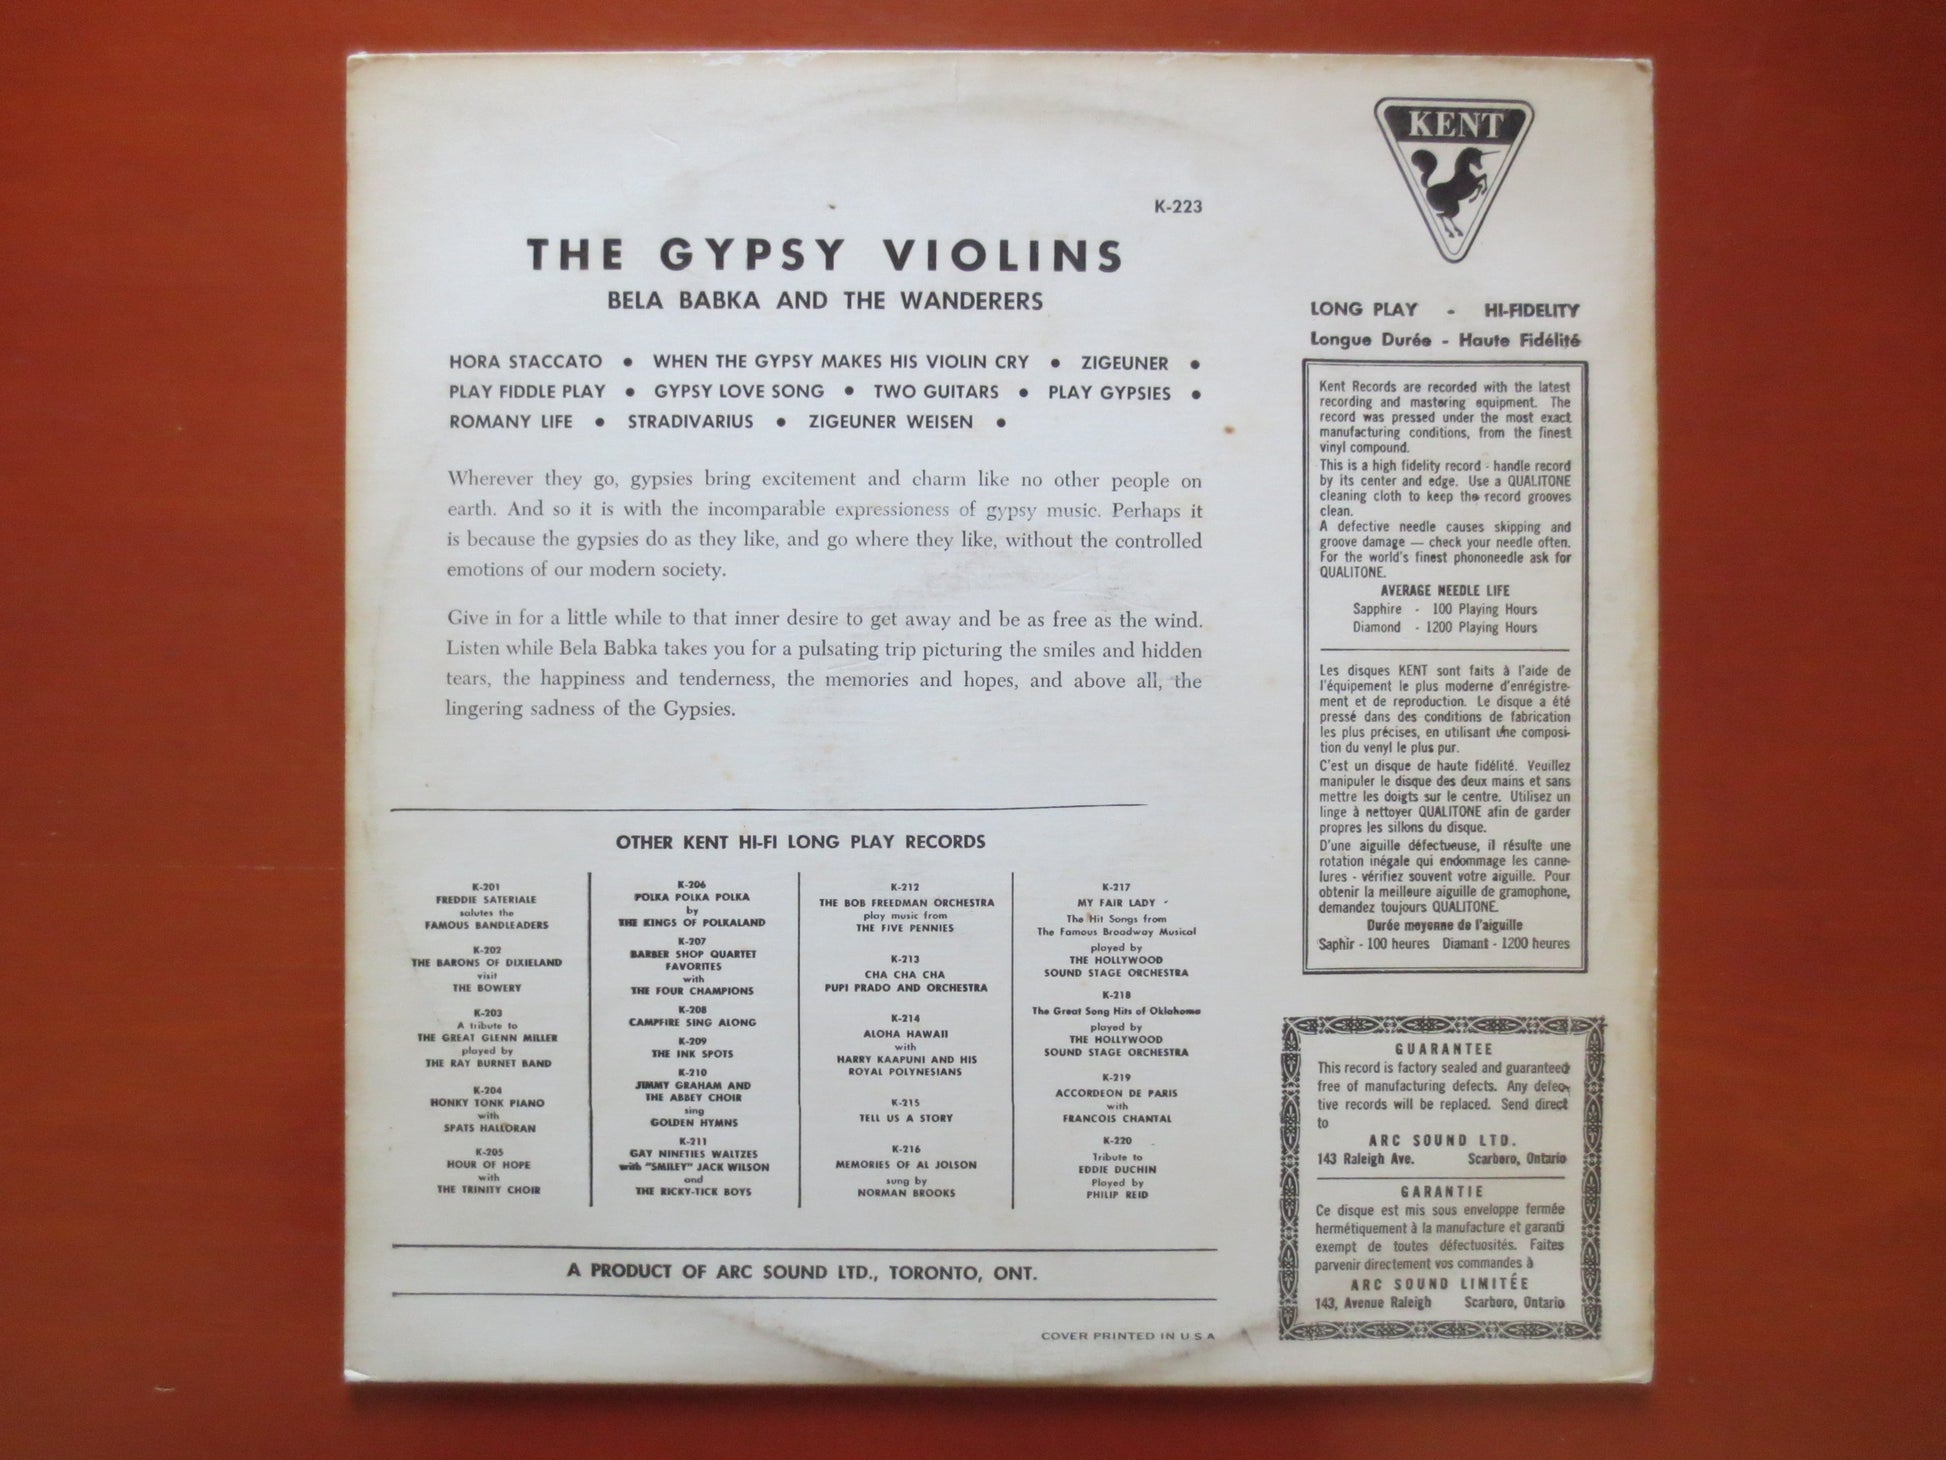 K-223
THE GYPSY VIOLINS
BELA BABKA AND THE WANDERERS
HORA STACCATO • WHEN THE GYPSY MAKES HIS VIOLIN CRY • ZIGEUNER •
PLAY FIDDLE PLAY • GYPSY LOVE SONG • TWO GUITARS • PLAY GYPSIES •
ROMANY LIFE • STRADIVARIUS • ZIGEUNER WEISEN •
Wherever they go, gypsies bring excitement and charm like no other people on
earth. And so it is with the incomparable expressioness of gypsy music. Perhaps it
is because the gypsies do as they like, and go where they like, without the controlled
emotions of our modern society.
Give in for a little while to that inner desire to get away and be as free as the wind.
Listen while Bela Babka takes you for a pulsating trip picturing the smiles and hidden
tears, the happiness and tenderness, the memories and hopes, and above all, the
lingering sadness of the Gypsies.
OTHER KENT HI-FI LONG PLAY RECORDS
K-201
FREDDIE SATERIALE
salutes the
FAMOUS BANDLEADERS
K-202
THE BARONS OF DIXIELAND
visit
THE BOWERY
K-203
A tribute to
THE GREAT GLENN MILLER
played by
THE RAY BURNET BAND
K-204
HONKY TONK PIANO
with
SPATS HALLORAN
K-205
HOUR OF HOPE
with
THE TRINITY CHOIR
K-206
POLKA POLKA POLKA
by
THE KINGS OF POLKALAND
K-207
BARBER SHOP QUARTET
FAVORITES
with
THE FOUR CHAMPIONS
K-208
CAMPFIRE SING ALONG
K-209
THE INK SPOTS
K-210
JIMMY GRAHAM AND
THE ABBEY CHOIR
sing
GOLDEN HYMNS
K-211
GAY NINETIES WALTZES
with "SMILEY" JACK WILSON
and
THE RICKY-TICK BOYS
K-212
THE BOB FREEDMAN ORCHESTRA
play music from
THE FIVE PENNIES
K-213
CHA CHA CHA
PUPI PRADO AND ORCHESTRA
K-214
ALOHA HAWAII
with
HARRY KAAPUNI AND HIS
ROYAL POLYNESIANS
K-215
TELL US A STORY
K-216
MEMORIES OF AL JOLSON
sung by
NORMAN BROOKS
K-217
MY FAIR LADY -
The Hit Songs from
The Famous Broadway Musical
played by
THE HOLLYWOOD
SOUND STAGE ORCHESTRA
K-218
The Great Song Hits of Oklahoma
played by
THE HOLLYWOOD
SOUND STAGE ORCHESTRA
K-219
ACCORDEON DE PARIS
with
FRANCOIS CHANTAL
K-220
Tribute to
EDDIE DUCHIN
Played by
PHILIP REID
A PRODUCT OF ARC SOUND LTD., TORONTO, ONT.
COVER PRINTED IN U S A
KENT
LONG PLAY - HI-FIDELITY
Longue Durée - Haute Fidélité
Kent Records are recorded with the latest
recording and mastering equipment. The
record was pressed under the most exact
manufacturing conditions, from the finest
vinyl compound.
This is a high fidelity record - handle record
by its center and edge. Use a QUALITONE
cleaning cloth to keep the record grooves
clean.
A defective needle causes skipping and
groove damage — check your needle often.
For the world's finest phononeedle ask for
QUALITONE.
AVERAGE NEEDLE LIFE
Sapphire - 100 Playing Hours
Diamond - 1200 Playing Hours
Les disques KENT sont faits à l'aide de
l'équipement le plus moderne d'enrégistre-
ment et de reproduction. Le disque a été
pressé dans des conditions de fabrication
les plus précises, en utilisant une composi-
tion du venyl le plus pur.
C'est un disque de haute fidélité. Veuillez
manipuler le disque des deux mains et sans
mettre les doigts sur le centre. Utilisez un
linge à nettoyer QUALITONE afin de garder
propres les sillons du disque.
D'une aiguille défectueuse, il résulte une
rotation inégale qui endommage les canne-
lures - vérifiez souvent votre aiguille. Pour
obtenir la meilleure aiguille de gramophone,
demandez toujours QUALITONE.
Durée moyenne de l'aiguille
Saphir - 100 heures Diamant - 1200 heures
GUARANTEE
This record is factory sealed and guaranteed
free of manufacturing defects. Any defec-
tive records will be replaced. Send direct
to
ARC SOUND LTD.
143 Raleigh Ave. Scarboro, Ontario
GARANTIE
Ce disque est mis sous enveloppe fermée
hermétiquement à la manufacture et garanti
exempt de toutes défectuosités. Faites
parvenir directement vos commandes à
ARC SOUND LIMITÉE
143, Avenue Raleigh Scarboro, Ontario